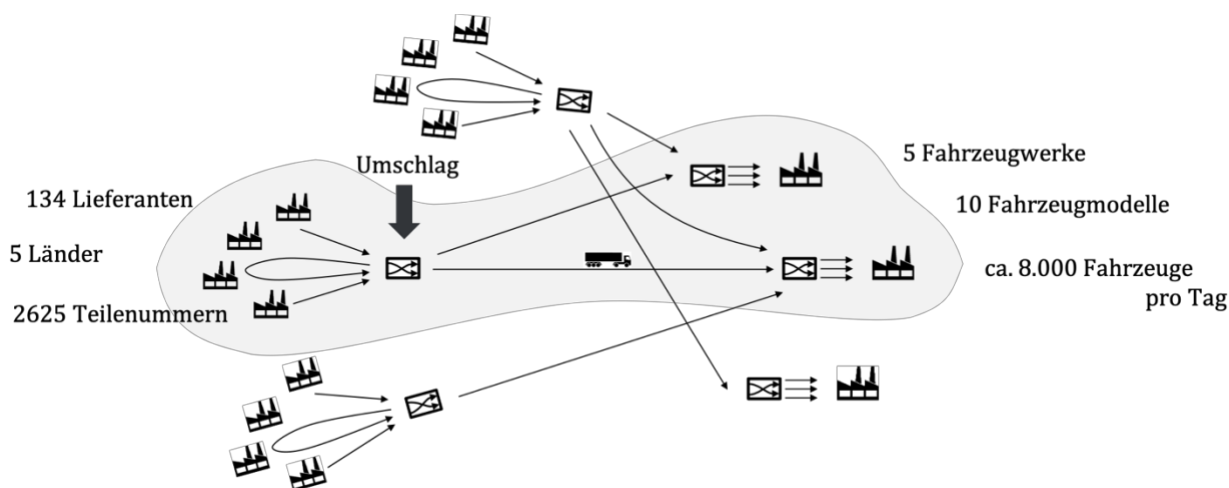 Umschlag
134 Lieferanten
5 Länder
2625 Teilenummern
5 Fahrzeugwerke
10 Fahrzeugmodelle
ca. 8.000 Fahrzeuge
pro Tag